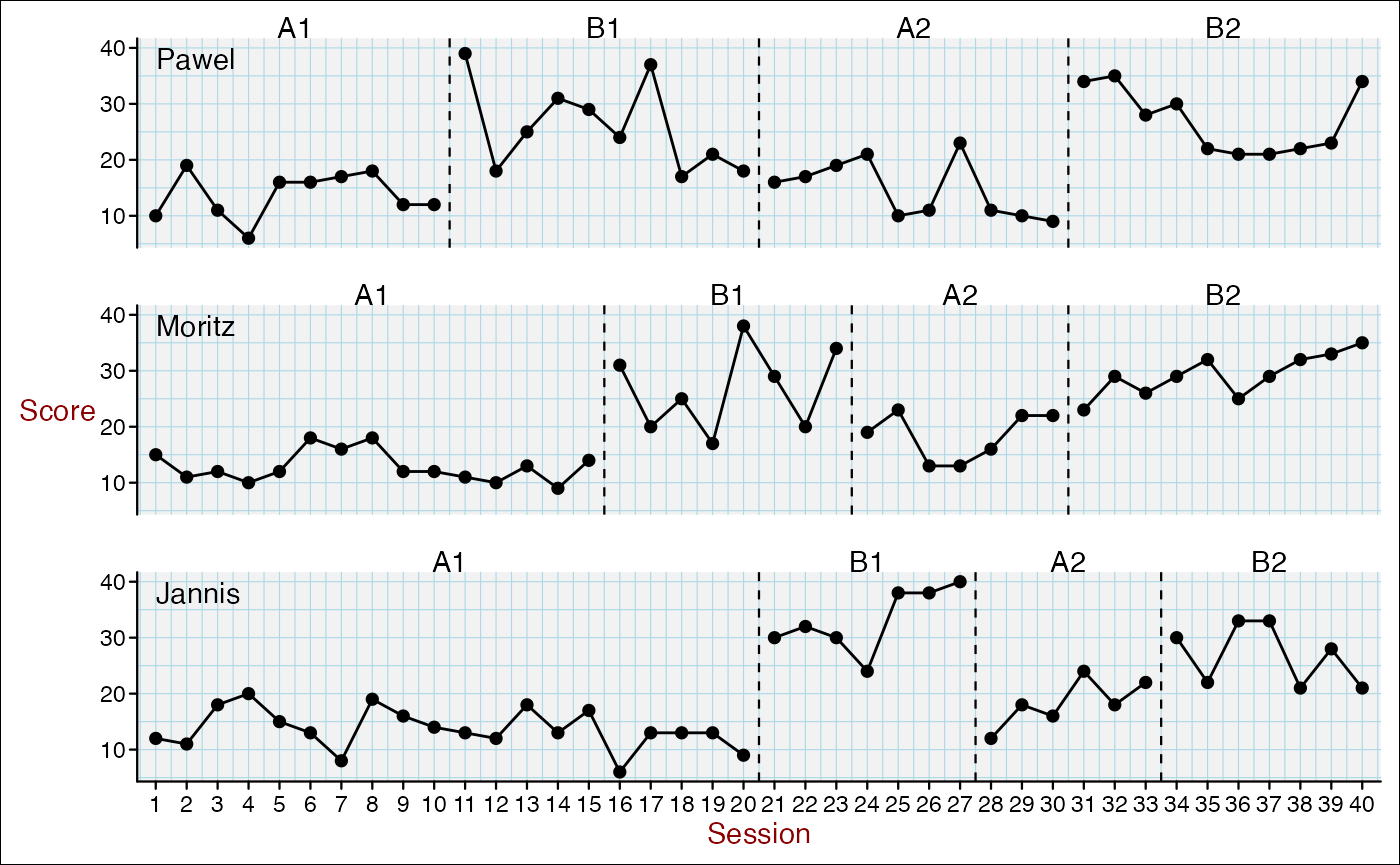 A1 B1 A2 B2
40 Pawel
30
20
10
A1 B1 A2 B2
40 Moritz
30
Score
20
10
A1 B1 A2 B2
40 Jannis
30
20
10
1 2 3 4 5 6 7 8 9 10 11 12 13 14 15 16 17 18 19 20 21 22 23 24 25 26 27 28 29 30 31 32 33 34 35 36 37 38 39 40
Session